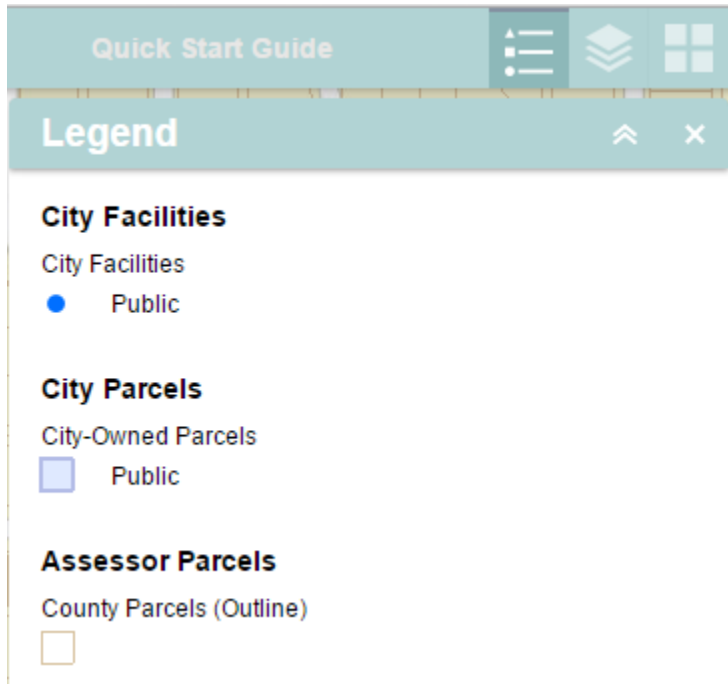 Quick Start Guide
Legend
City Facilities
City Facilities
Public
City Parcels
City-Owned Parcels
Public
Assessor Parcels
County Parcels (Outline)